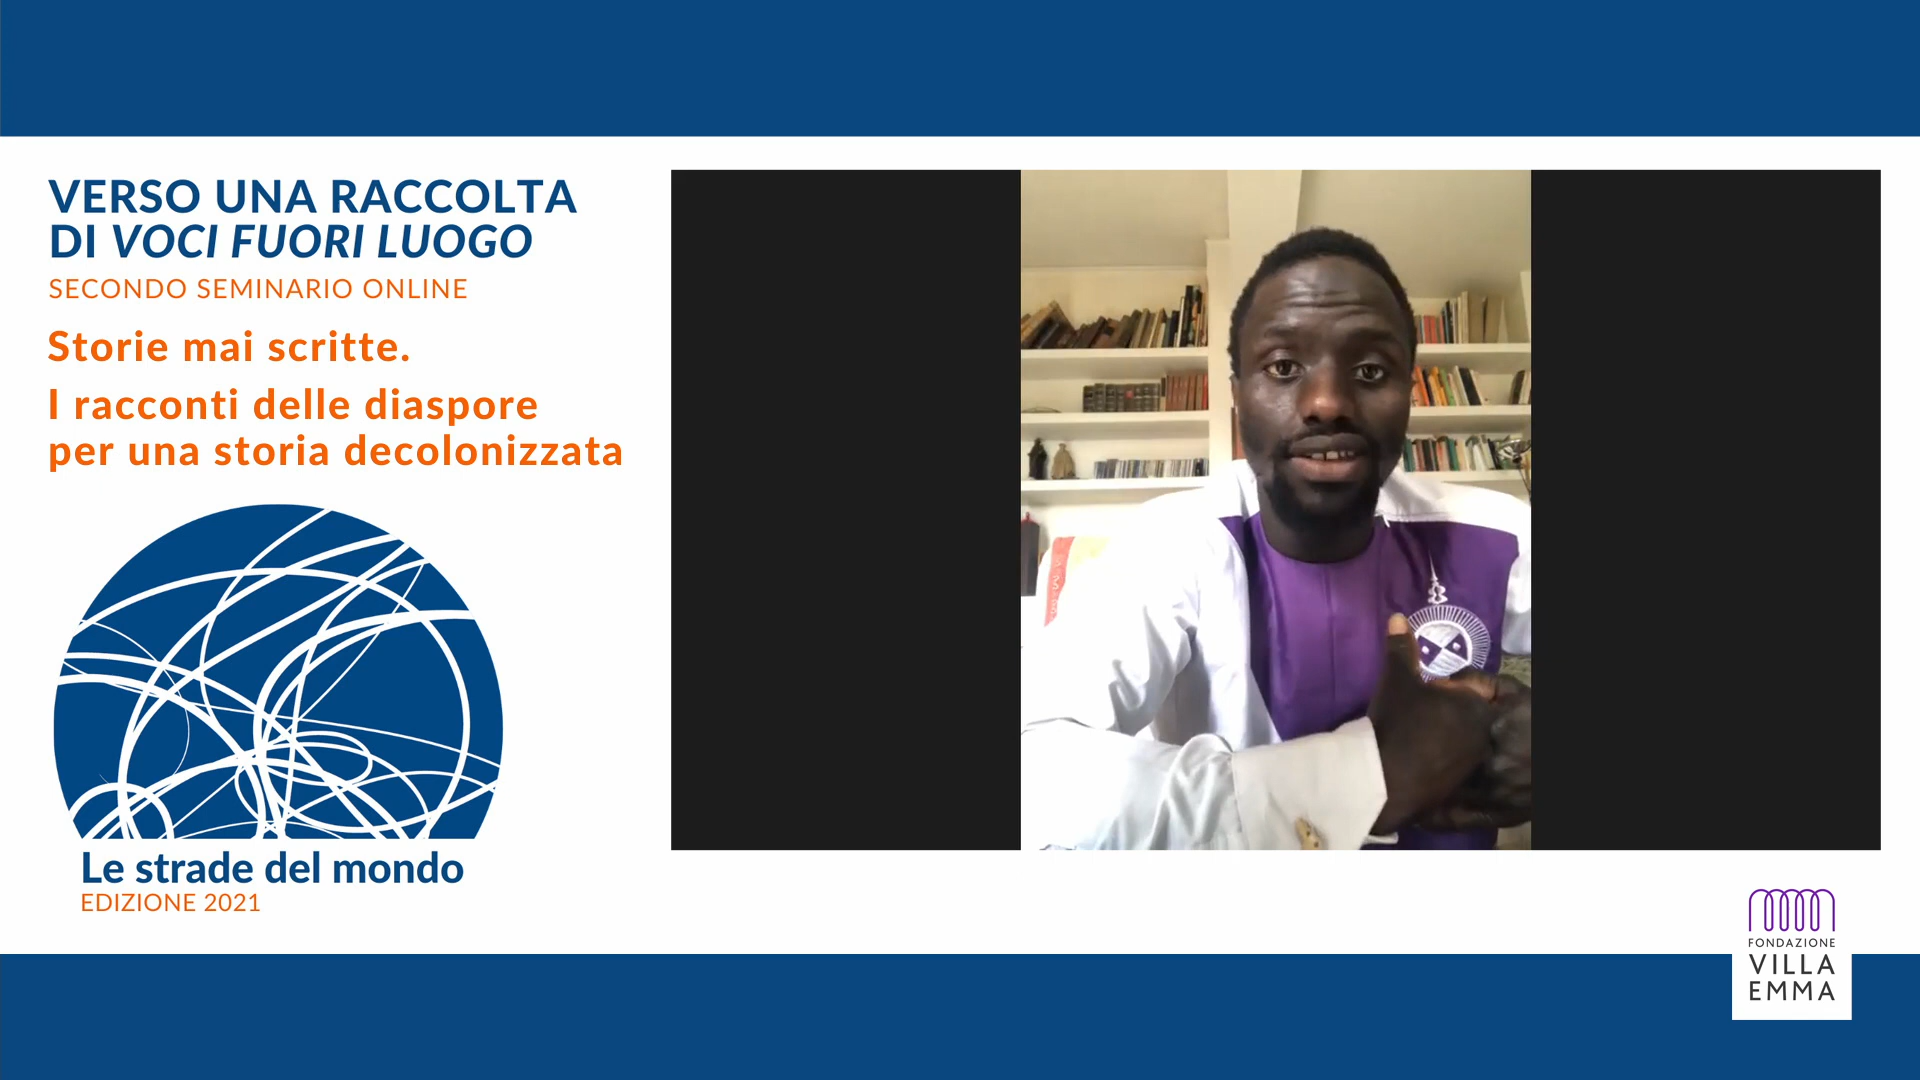 VERSO UNA RACCOLTA
DI VOCI FUORI LUOGO
SECONDO SEMINARIO ONLINE
Storie mai scritte.
I racconti delle diaspore
per una storia decolonizzata
Le strade del mondo
EDIZIONE 2021
FONDAZIONE
VILLA
EMMA